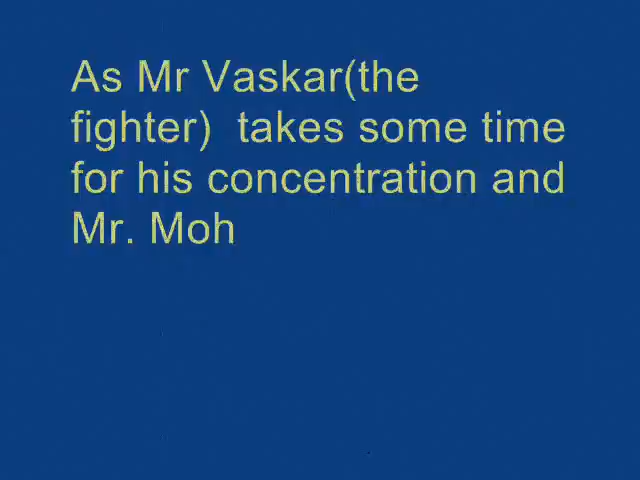 As Mr Vaskar(the
fighter)  takes some time
for his concentration and
Mr. Moh